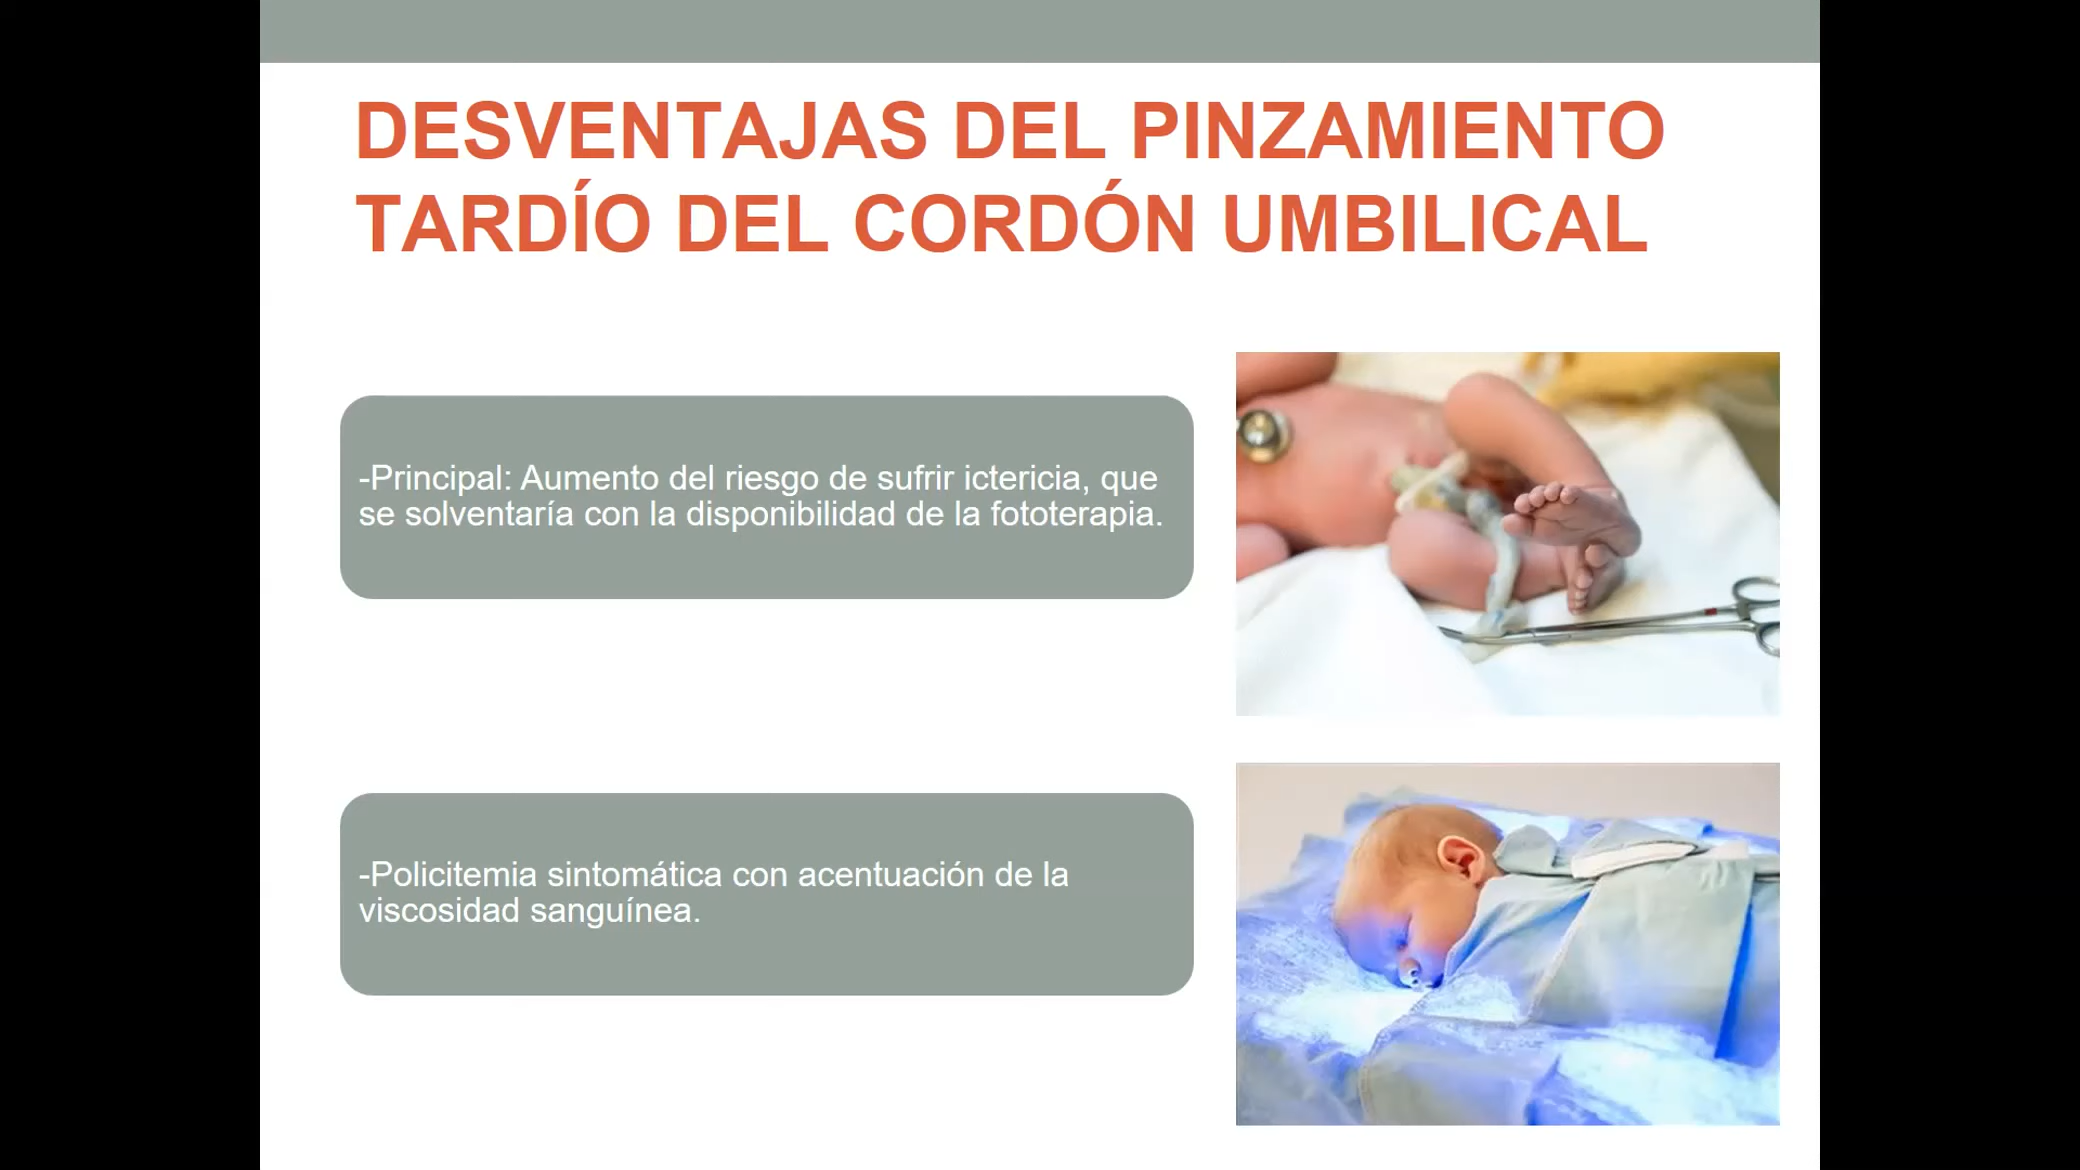 DESVENTAJAS DEL PINZAMIENTO
TARDÍO DEL CORDÓN UMBILICAL
-Principal: Aumento del riesgo de sufrir ictericia, que
se solventaría con la disponibilidad de la fototerapia.
-Policitemia sintomática con acentuación de la
viscosidad sanguínea.